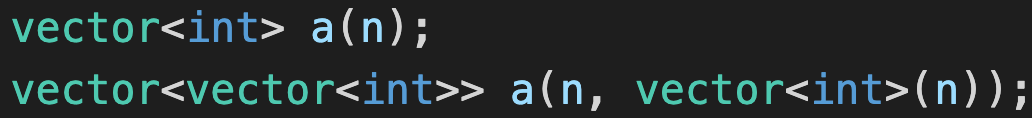 vector<int> a(n);
vector<vector<int>> a(n, vector<int>(n));